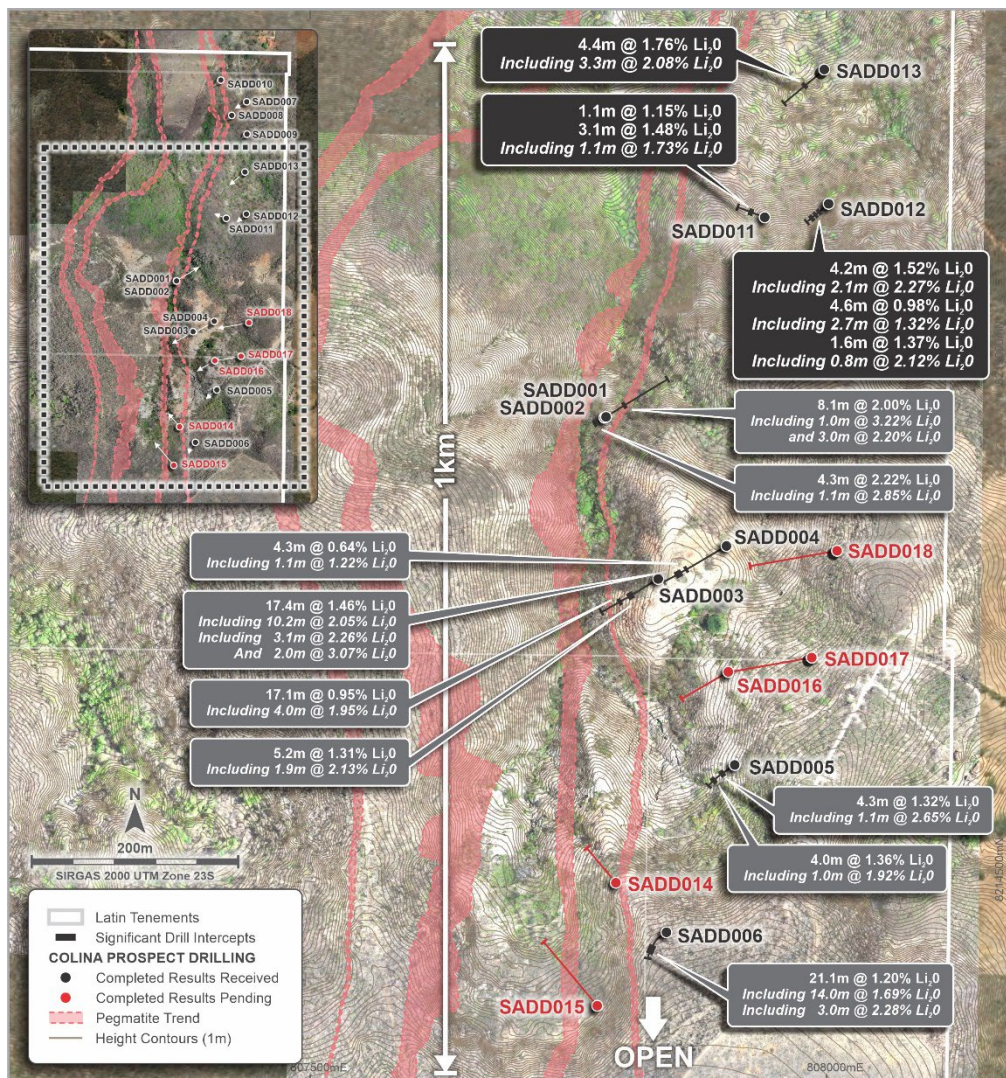 SADD010
SADD007
SADD008
SADD009
SADD013
SADD012
SADD011
SADD001
SADD002
SADD018
SADD004
SADD003
SADD017
SADD016
SADD005
SADD014
SADD006
SADD015
4.4m @ 1.76% Li₂0
Including 3.3m @ 2.08% Li₂0
SADD013
1.1m @ 1.15% Li₂0
3.1m @ 1.48% Li₂0
Including 1.1m @ 1.73% Li₂0
SADD011
SADD012
4.2m @ 1.52% Li₂0
Including 2.1m @ 2.27% Li₂0
4.6m @ 0.98% Li₂0
Including 2.7m @ 1.32% Li₂0
1.6m @ 1.37% Li₂0
Including 0.8m @ 2.12% Li₂0
SADD001
SADD002
8.1m @ 2.00% Li₂0
Including 1.0m @ 3.22% Li₂0
and 3.0m @ 2.20% Li₂0
4.3m @ 2.22% Li₂0
Including 1.1m @ 2.85% Li₂0
1km
4.3m @ 0.64% Li₂0
Including 1.1m @ 1.22% Li₂0
17.4m @ 1.46% Li₂0
Including 10.2m @ 2.05% Li₂0
Including 3.1m @ 2.26% Li₂0
And 2.0m @ 3.07% Li₂0
17.1m @ 0.95% Li₂0
Including 4.0m @ 1.95% Li₂0
5.2m @ 1.31% Li₂0
Including 1.9m @ 2.13% Li₂0
SADD004
SADD018
SADD003
SADD017
SADD016
SADD005
4.3m @ 1.32% Li₂0
Including 1.1m @ 2.65% Li₂0
4.0m @ 1.36% Li₂0
Including 1.0m @ 1.92% Li₂0
SADD014
SADD006
21.1m @ 1.20% Li₂0
Including 14.0m @ 1.69% Li₂0
Including 3.0m @ 2.28% Li₂0
SADD015
OPEN
N
200m
SIRGAS 2000 UTM Zone 23S
Latin Tenements
Significant Drill Intercepts
COLINA PROSPECT DRILLING
Completed Results Received
Completed Results Pending
Pegmatite Trend
Height Contours (1m)
807500mE
808000mE